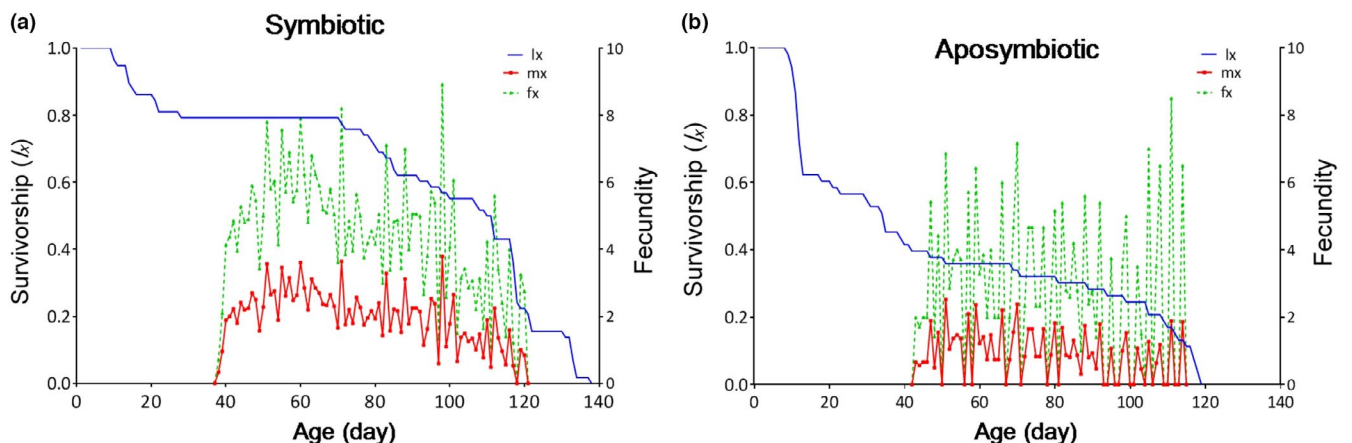 (a)
Symbiotic
1.0
0.8
0.6
0.4
0.2
0.0
Survivorship (lx)
10
8
6
4
2
0
Fecundity
lx
mx
fx
0 20 40 60 80 100 120 140
Age (day)
(b)
Aposymbiotic
1.0
0.8
0.6
0.4
0.2
0.0
Survivorship (lx)
10
8
6
4
2
0
Fecundity
lx
mx
fx
0 20 40 60 80 100 120 140
Age (day)